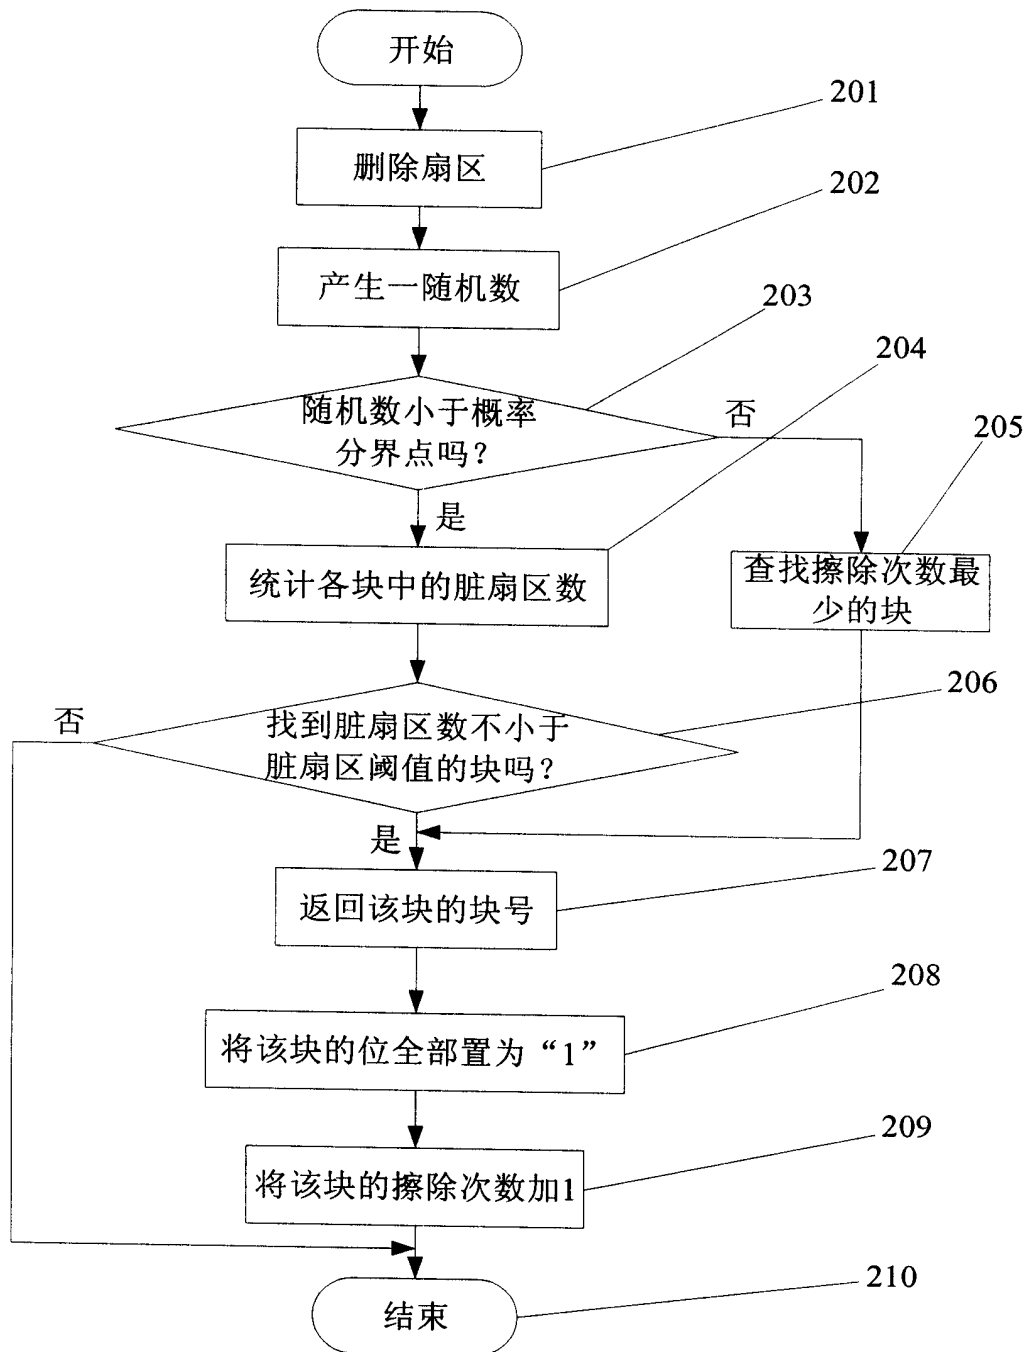 开始
201
删除扇区
202
产生一随机数
203
204
随机数小于概率
分界点吗？
否
205
是
统计各块中的脏扇区数
查找擦除次数最
少的块
206
否
找到脏扇区数不小于
脏扇区阈值的块吗？
是
207
返回该块的块号
208
将该块的位全部置为“1”
209
将该块的擦除次数加1
210
结束